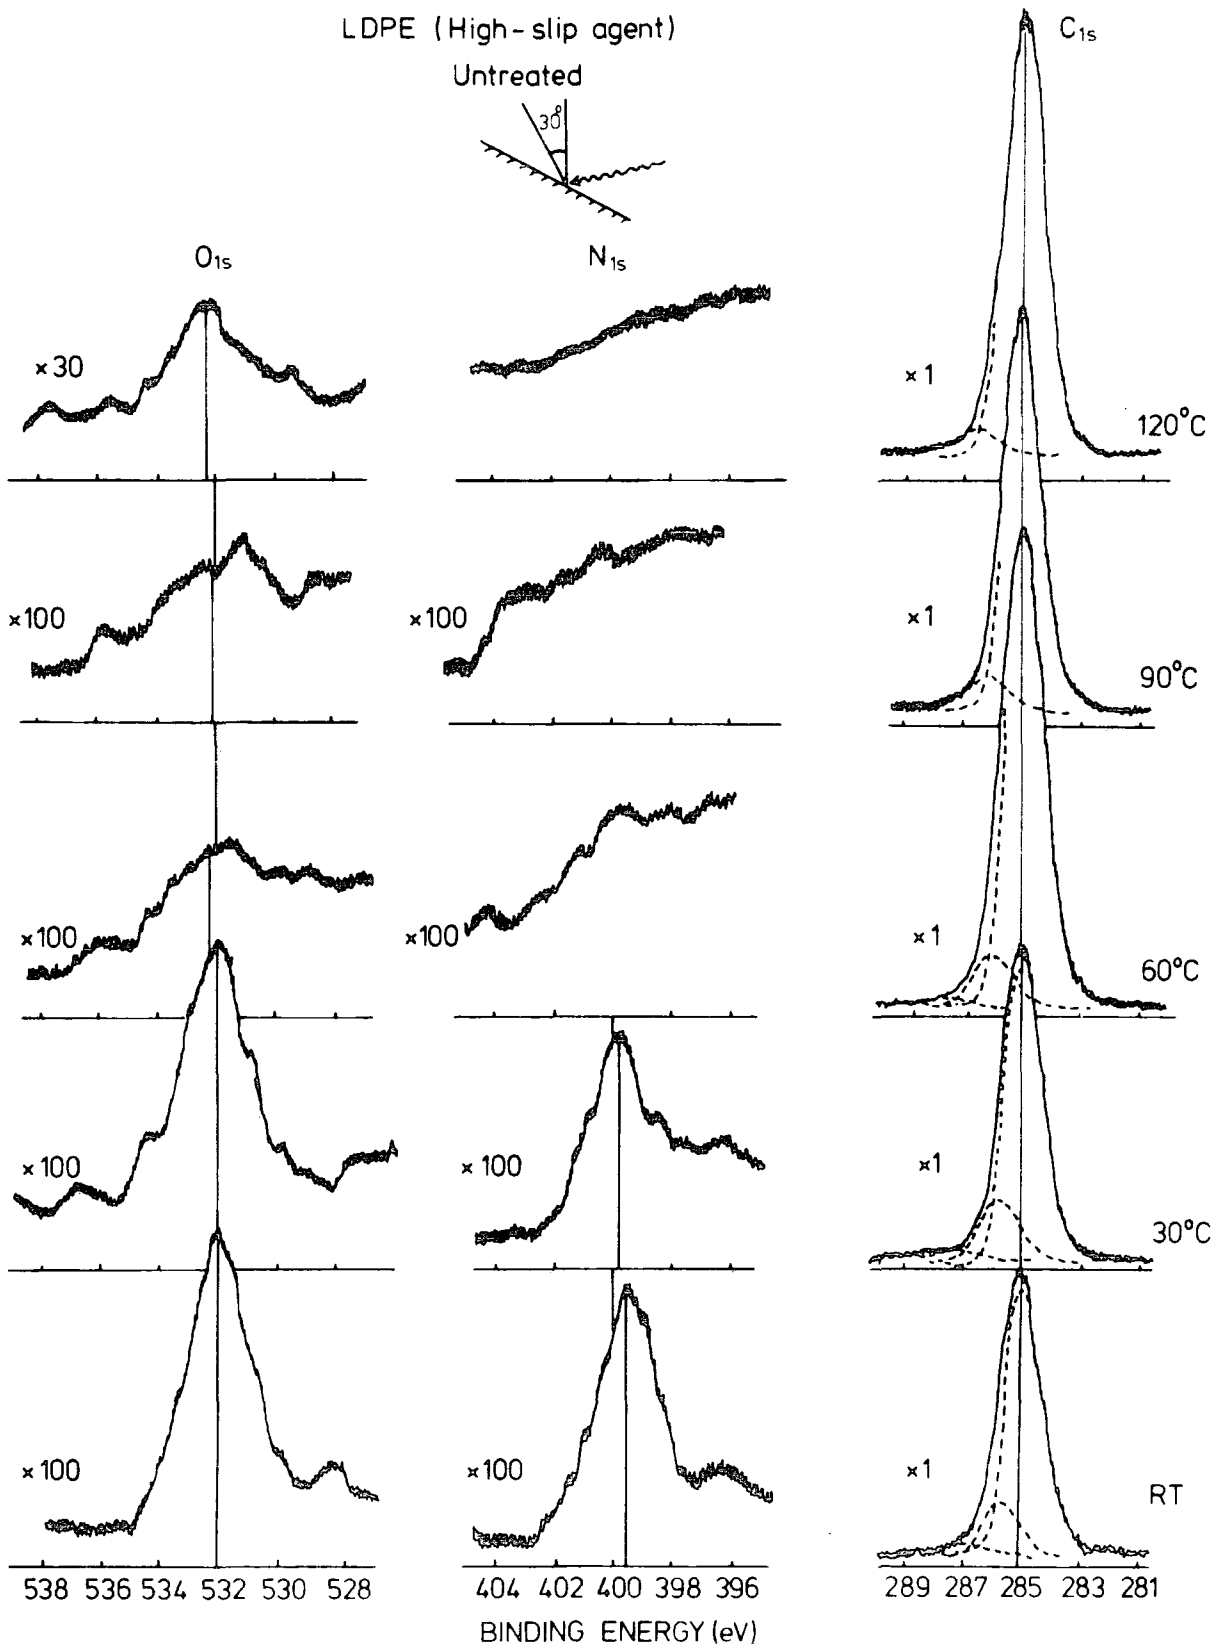 LDPE (High-slip agent)
C1s
Untreated
30°
O1s
N1s
×30
×1
120°C
×100
×100
×1
90°C
×100
×100
×1
60°C
×100
×100
×1
30°C
×100
×100
×1
RT
538 536 534 532 530 528
404 402 400 398 396
289 287 285 283 281
BINDING ENERGY (eV)